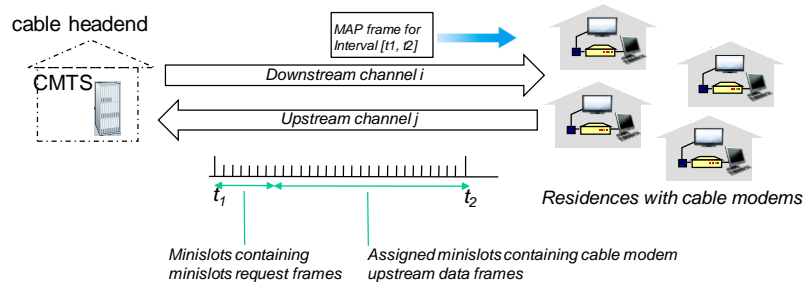 cable headend
CMTS
MAP frame for
Interval [t1, t2]
Downstream channel i
Upstream channel j
t1
t2
Residences with cable modems
Minislots containing
minislots request frames
Assigned minislots containing cable modem
upstream data frames